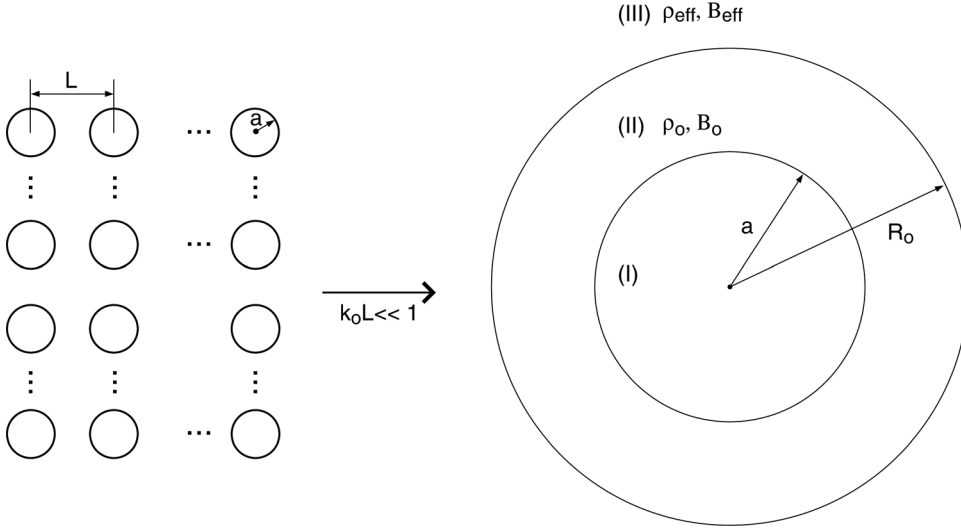 L
a
...
...
...
...
...
...
...
...
...
...
kₒL<< 1
(III) ρeff, Beff
(II) ρₒ, Bₒ
a
Rₒ
(I)